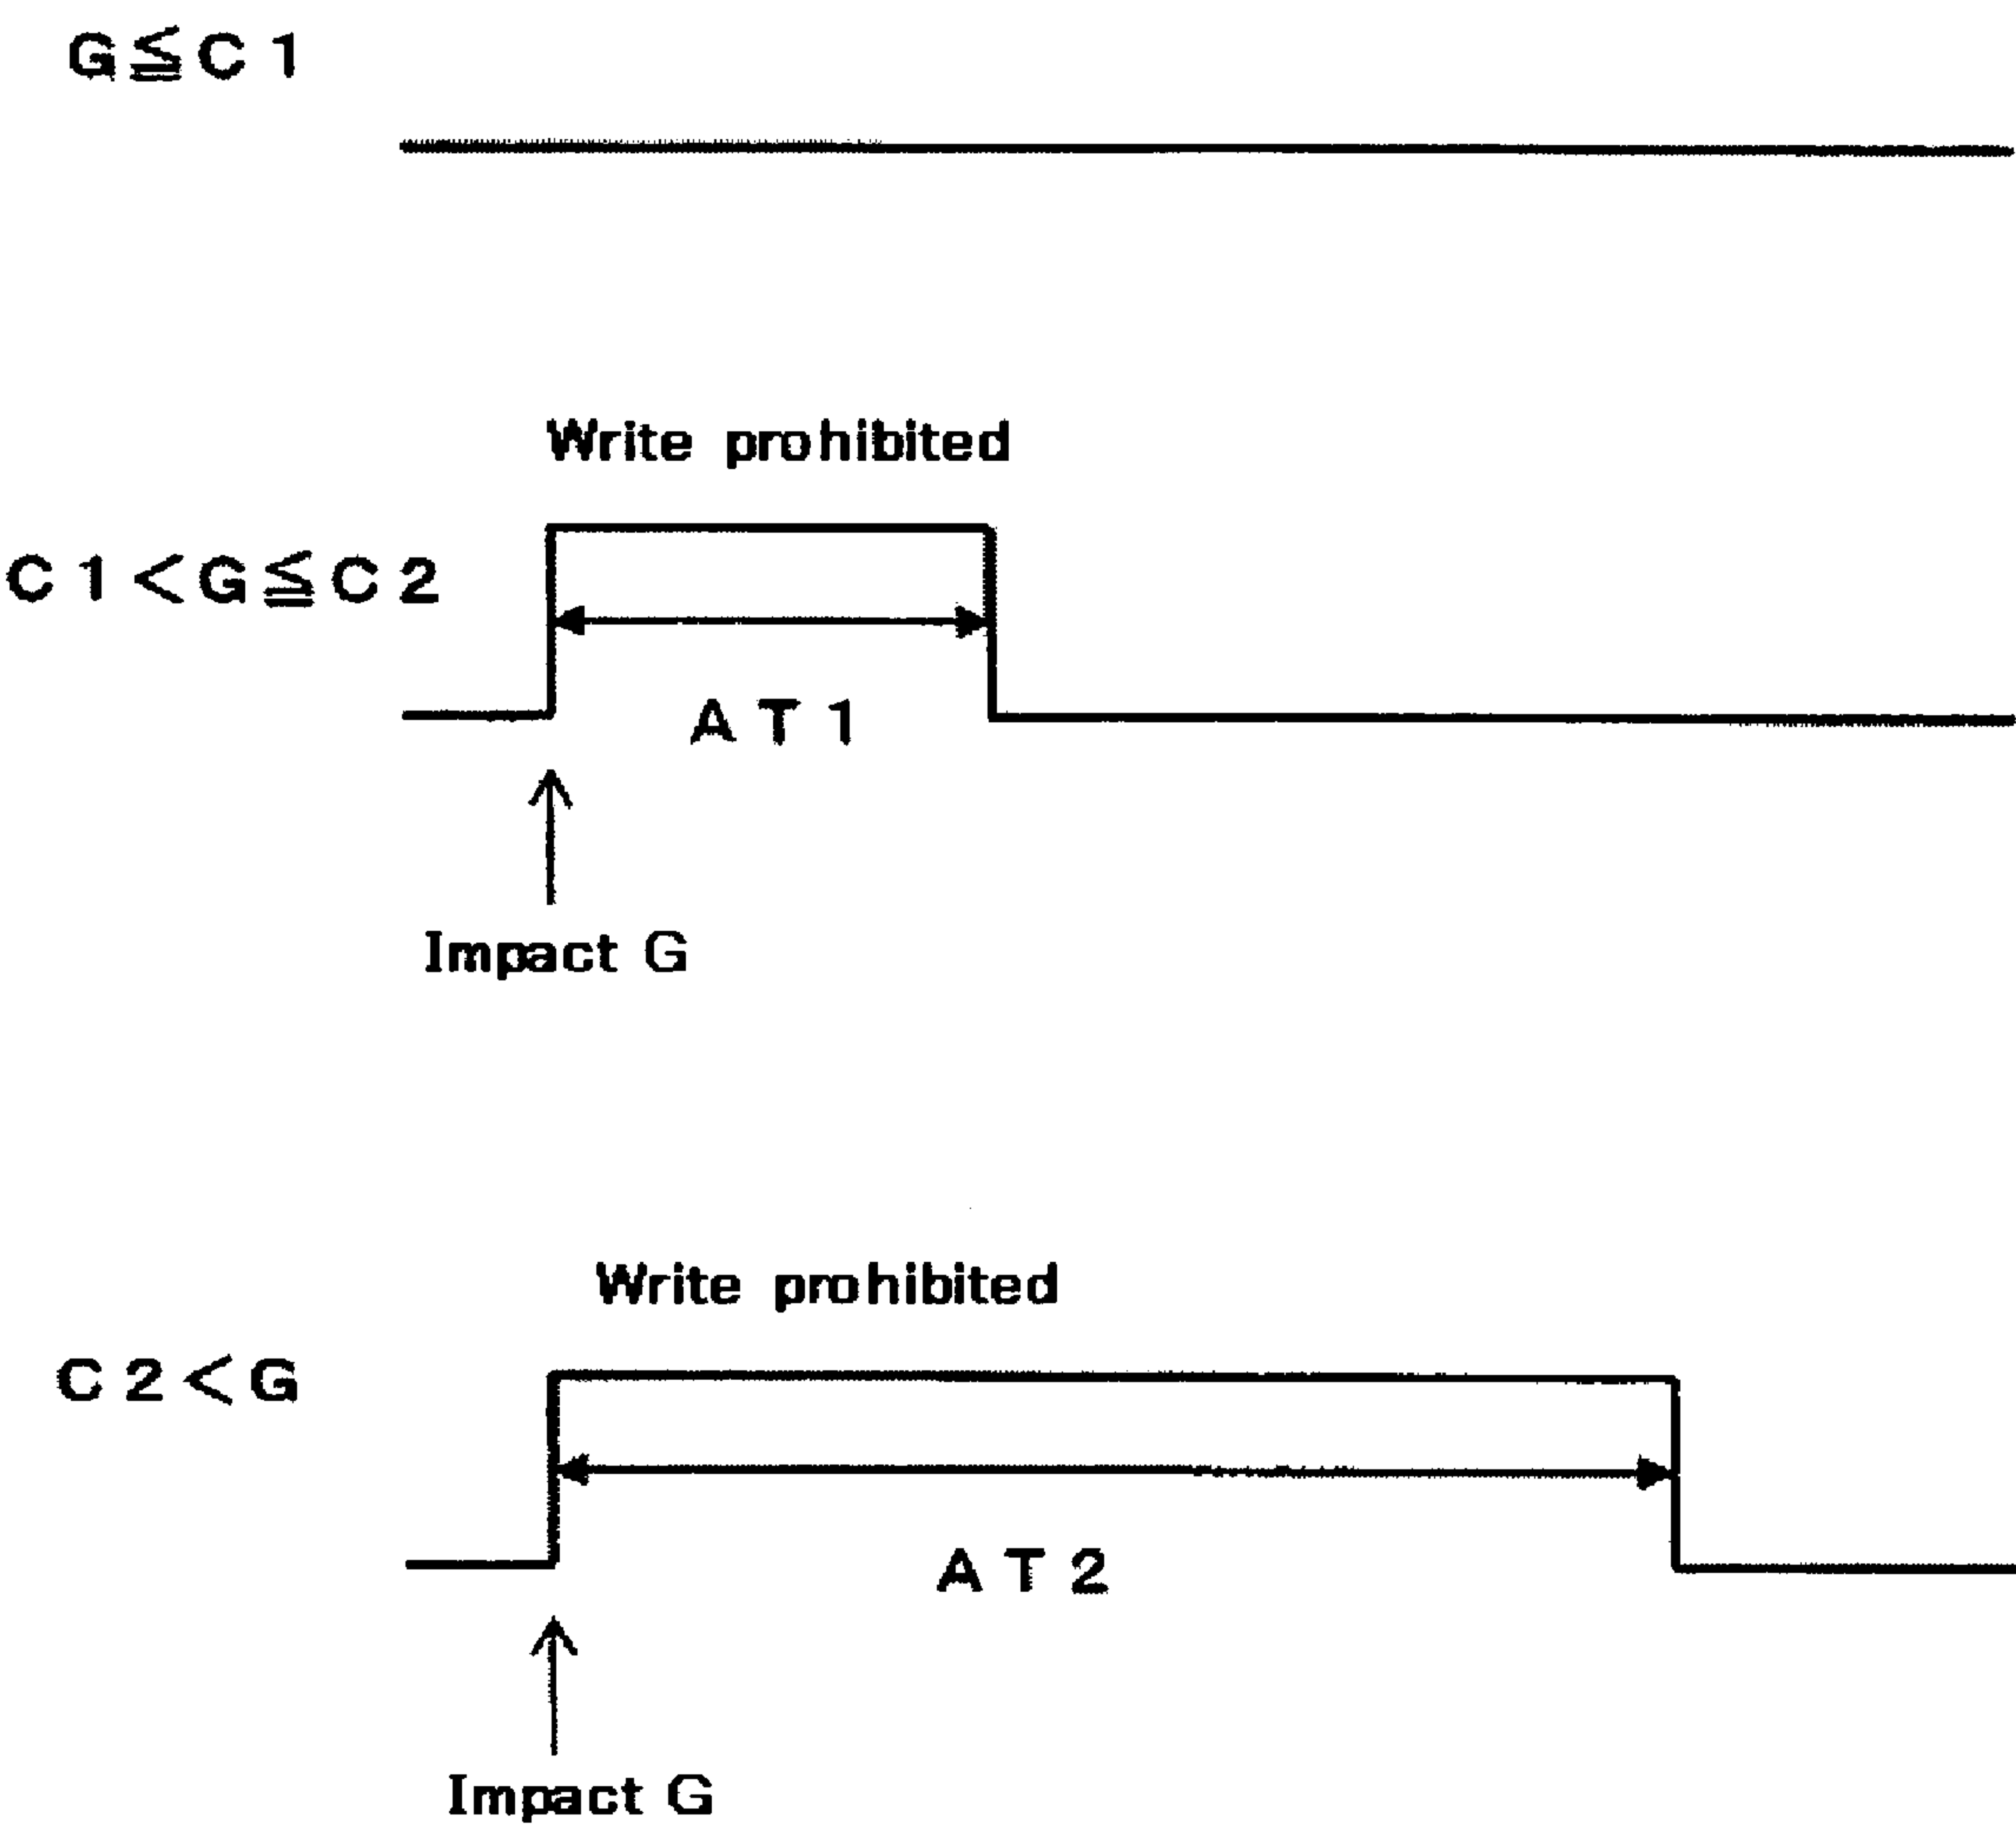 G≦C1
Write prohibited
C1<G≦C2
AT1
Impact G
Write prohibited
C2<G
AT2
Impact G